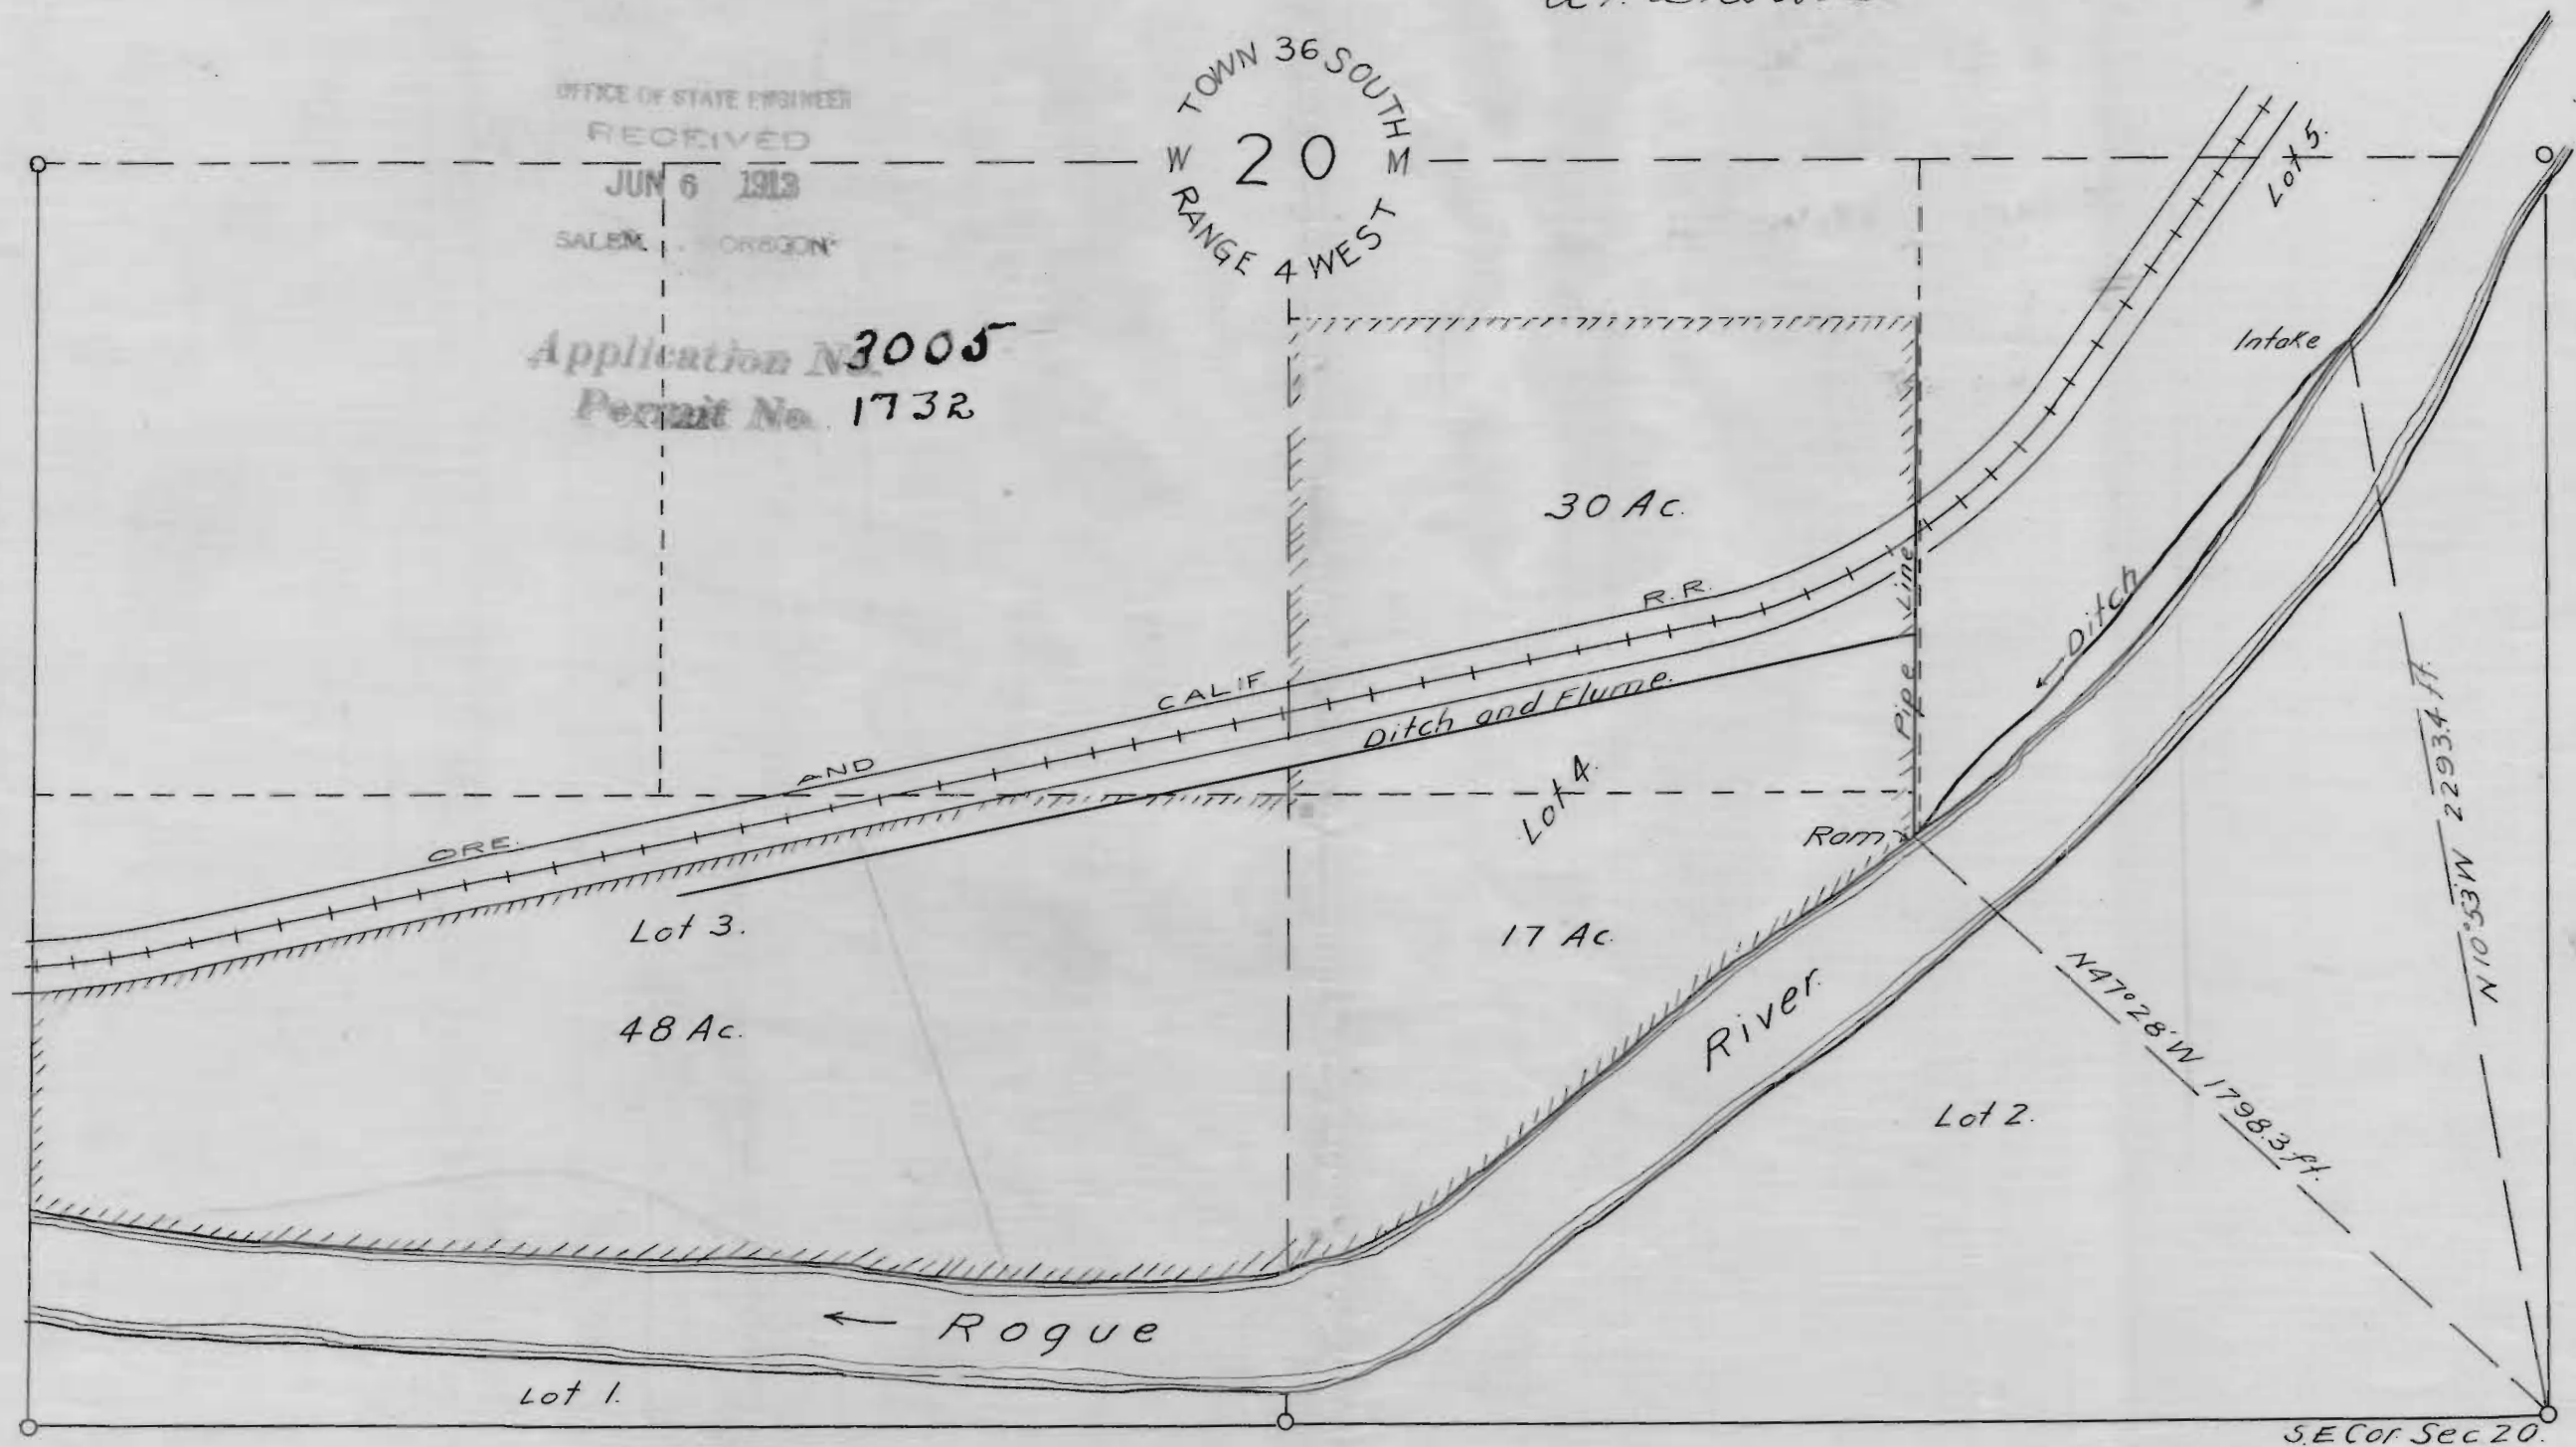 TOWN 36 SOUTH
W 20 M
RANGE 4 WEST
OFFICE OF STATE ENGINEER
RECEIVED
JUN 6 1913
SALEM. OREGON
Application No. 3005
Permit No. 1732
Lot 5.
Intake
30 Ac.
Ditch
Pipe Line
ORE. AND CALIF. R.R.
Ditch and Flume.
Lot 4.
Ram
Lot 3.
17 Ac.
48 Ac.
N 10°53'W 2293.4 ft.
N47°28'W 1798.3 ft.
Lot 2.
Rogue River.
Lot 1.
S.E Cor. Sec 20.